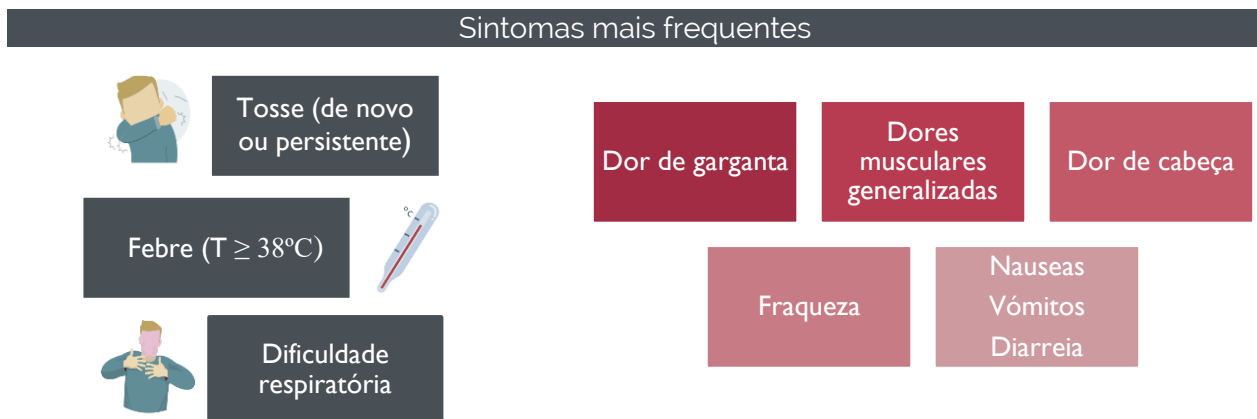 Sintomas mais frequentes
Tosse (de novo
ou persistente)
Febre (T ≥ 38ºC)
ºC
Dificuldade
respiratória
Dor de garganta
Dores
musculares
generalizadas
Dor de cabeça
Fraqueza
Nauseas
Vómitos
Diarreia